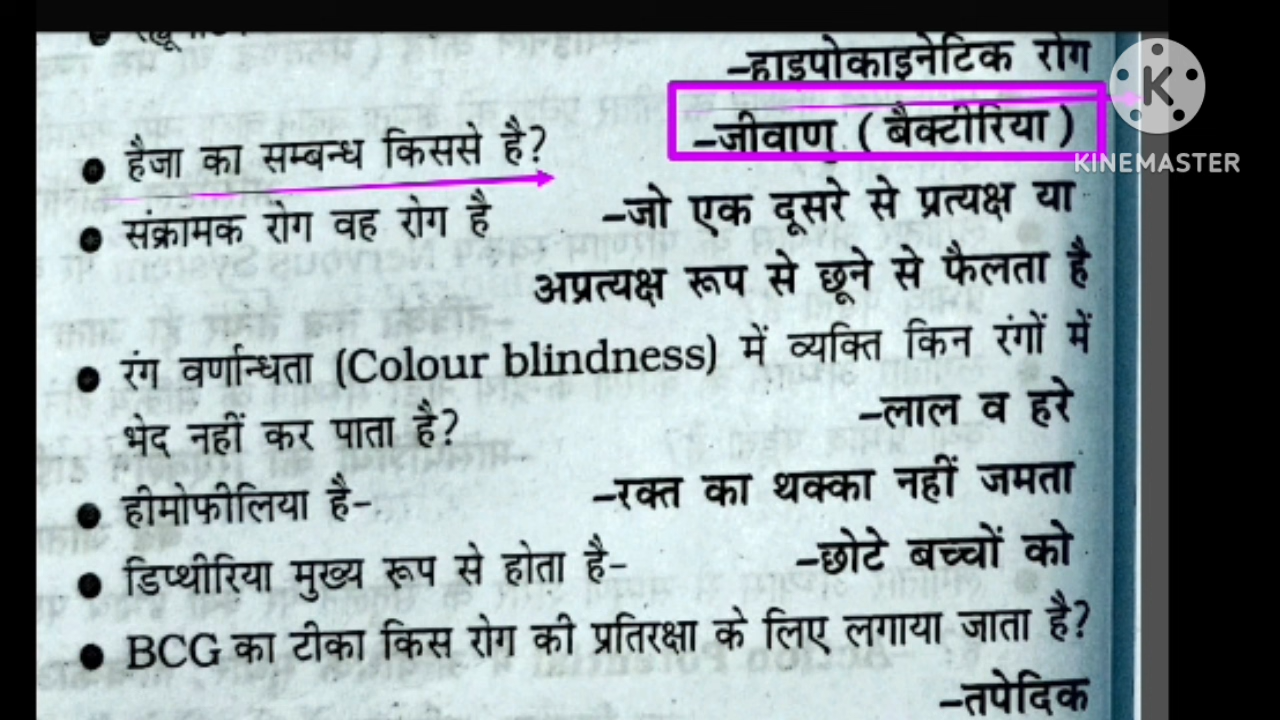 –हाइपोकाइनेटिक रोग
● हैजा का सम्बन्ध किससे है? –जीवाणु (बैक्टीरिया)
● संक्रामक रोग वह रोग है –जो एक दूसरे से प्रत्यक्ष या
अप्रत्यक्ष रूप से छूने से फैलता है
● रंग वर्णान्धता (Colour blindness) में व्यक्ति किन रंगों में
भेद नहीं कर पाता है? –लाल व हरे
● हीमोफीलिया है– –रक्त का थक्का नहीं जमता
● डिप्थीरिया मुख्य रूप से होता है– –छोटे बच्चों को
● BCG का टीका किस रोग की प्रतिरक्षा के लिए लगाया जाता है?
–तपेदिक
K
KINEMASTER